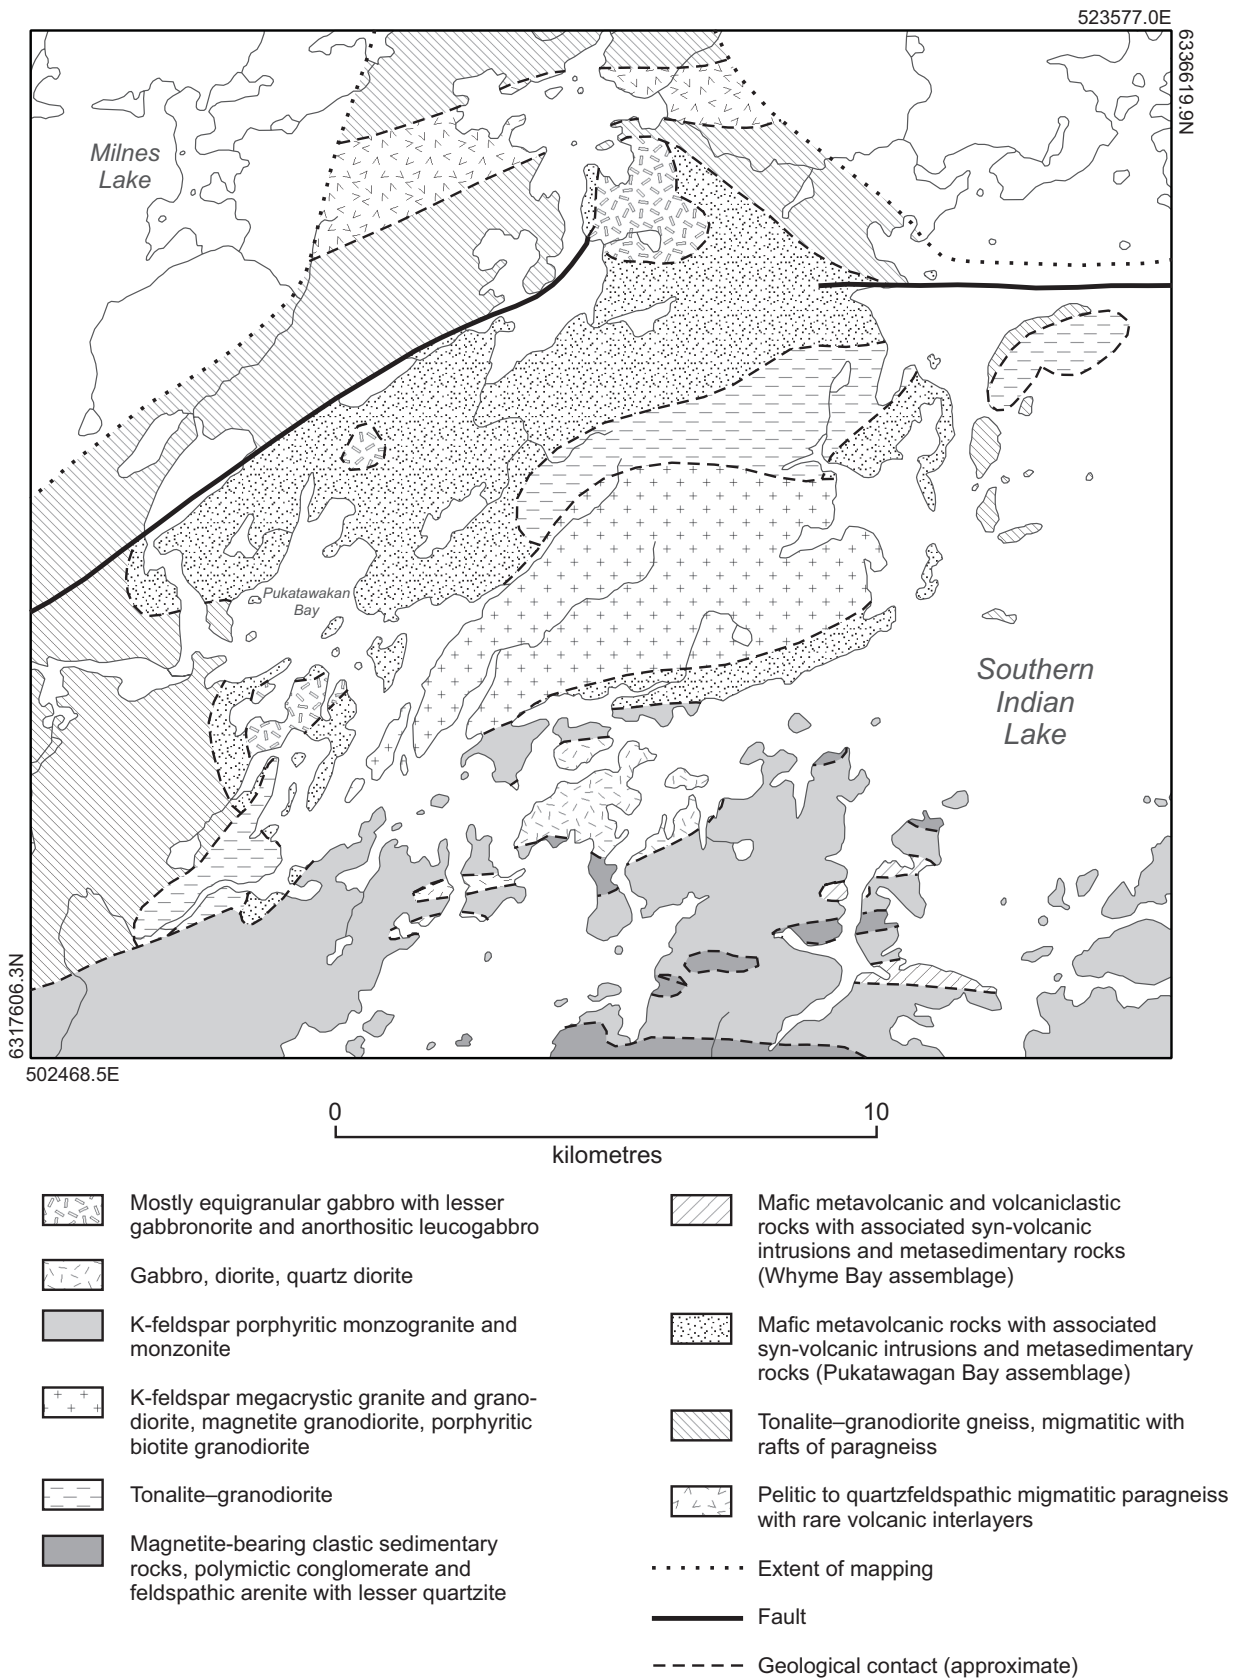 523577.0E
6336619.9N
Milnes
Lake
Pukatawakan
Bay
Southern
Indian
Lake
6317606.3N
502468.5E
0
10
kilometres
Mostly equigranular gabbro with lesser
gabbronorite and anorthositic leucogabbro
Gabbro, diorite, quartz diorite
K-feldspar porphyritic monzogranite and
monzonite
K-feldspar megacrystic granite and grano-
diorite, magnetite granodiorite, porphyritic
biotite granodiorite
Tonalite–granodiorite
Magnetite-bearing clastic sedimentary
rocks, polymictic conglomerate and
feldspathic arenite with lesser quartzite
Mafic metavolcanic and volcaniclastic
rocks with associated syn-volcanic
intrusions and metasedimentary rocks
(Whyme Bay assemblage)
Mafic metavolcanic rocks with associated
syn-volcanic intrusions and metasedimentary
rocks (Pukatawagan Bay assemblage)
Tonalite–granodiorite gneiss, migmatitic with
rafts of paragneiss
Pelitic to quartzfeldspathic migmatitic paragneiss
with rare volcanic interlayers
Extent of mapping
Fault
Geological contact (approximate)